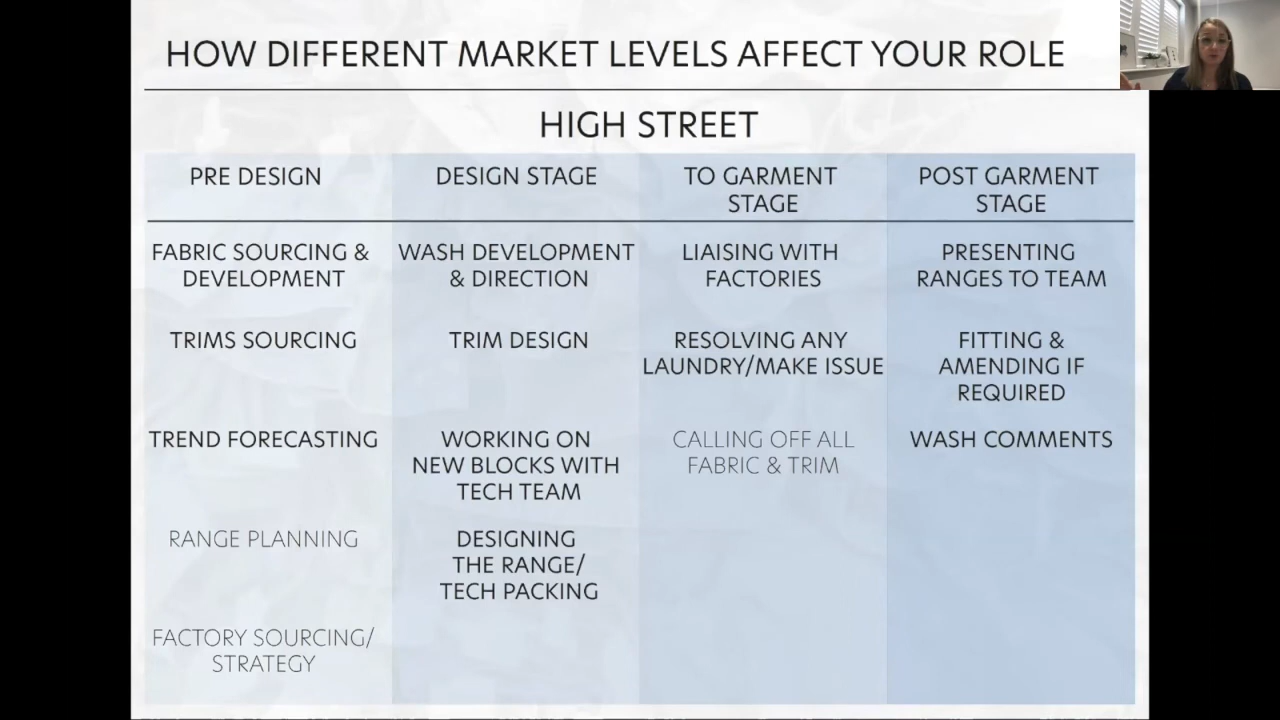 HOW DIFFERENT MARKET LEVELS AFFECT YOUR ROLE
HIGH STREET
PRE DESIGN
FABRIC SOURCING &
DEVELOPMENT
TRIMS SOURCING
TREND FORECASTING
RANGE PLANNING
FACTORY SOURCING/
STRATEGY
DESIGN STAGE
WASH DEVELOPMENT
& DIRECTION
TRIM DESIGN
WORKING ON
NEW BLOCKS WITH
TECH TEAM
DESIGNING
THE RANGE/
TECH PACKING
TO GARMENT
STAGE
LIAISING WITH
FACTORIES
RESOLVING ANY
LAUNDRY/MAKE ISSUE
CALLING OFF ALL
FABRIC & TRIM
POST GARMENT
STAGE
PRESENTING
RANGES TO TEAM
FITTING &
AMENDING IF
REQUIRED
WASH COMMENTS